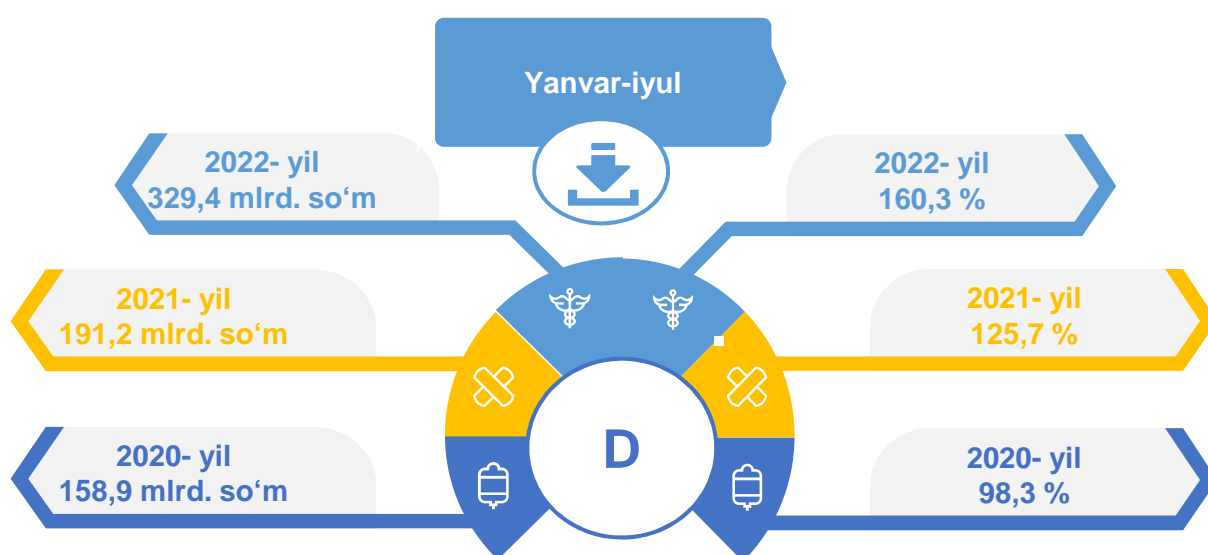 Yanvar-iyul
2022- yil
329,4 mlrd. so‘m
2022- yil
160,3 %
2021- yil
191,2 mlrd. so‘m
2021- yil
125,7 %
2020- yil
158,9 mlrd. so‘m
D
2020- yil
98,3 %